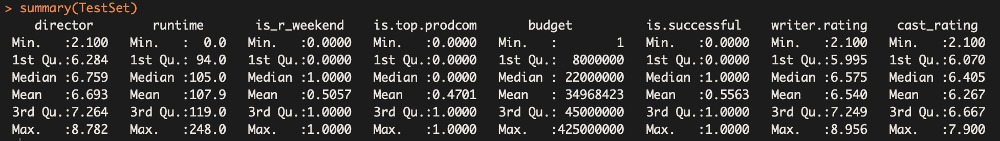 > summary(TestSet)
    director        runtime       is_r_weekend    is.top.prodcom       budget          is.successful    writer.rating    cast_rating
 Min.   :2.100   Min.   :  0.0   Min.   :0.0000   Min.   :0.0000   Min.   :        1   Min.   :0.0000   Min.   :2.100   Min.   :2.100
 1st Qu.:6.284   1st Qu.: 94.0   1st Qu.:0.0000   1st Qu.:0.0000   1st Qu.:  8000000   1st Qu.:0.0000   1st Qu.:5.995   1st Qu.:6.070
 Median :6.759   Median :105.0   Median :1.0000   Median :0.0000   Median : 22000000   Median :1.0000   Median :6.575   Median :6.405
 Mean   :6.693   Mean   :107.9   Mean   :0.5057   Mean   :0.4701   Mean   : 34968423   Mean   :0.5563   Mean   :6.540   Mean   :6.267
 3rd Qu.:7.264   3rd Qu.:119.0   3rd Qu.:1.0000   3rd Qu.:1.0000   3rd Qu.: 45000000   3rd Qu.:1.0000   3rd Qu.:7.249   3rd Qu.:6.667
 Max.   :8.782   Max.   :248.0   Max.   :1.0000   Max.   :1.0000   Max.   :425000000   Max.   :1.0000   Max.   :8.956   Max.   :7.900